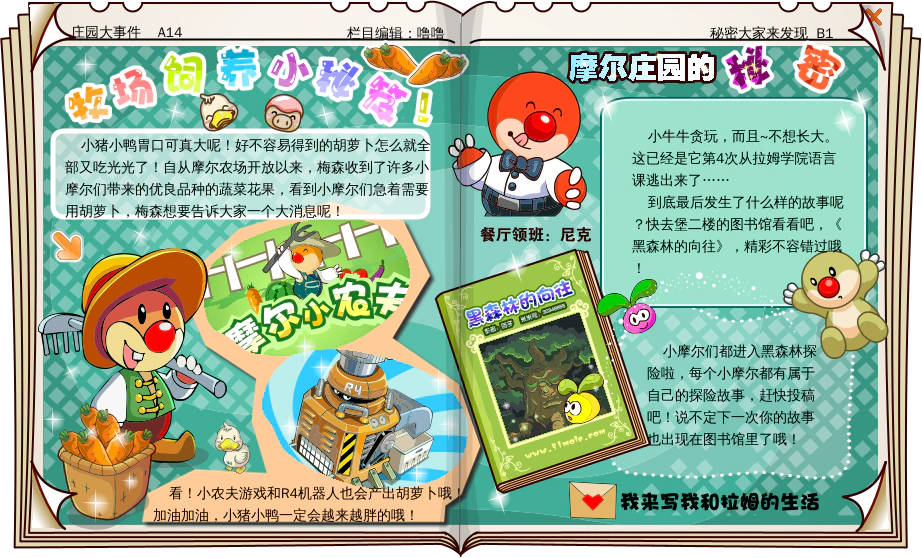 庄园大事件 A14
栏目编辑：噜噜
牧场饲养小秘笈！
小猪小鸭胃口可真大呢！好不容易得到的胡萝卜怎么就全
部又吃光光了！自从摩尔农场开放以来，梅森收到了许多小
摩尔们带来的优良品种的蔬菜花果，看到小摩尔们急着需要
用胡萝卜，梅森想要告诉大家一个大消息呢！
摩尔小农夫
R4
看！小农夫游戏和R4机器人也会产出胡萝卜哦！
加油加油，小猪小鸭一定会越来越胖的哦！
秘密大家来发现 B1
摩尔庄园的秘密
小牛牛贪玩，而且~不想长大。
这已经是它第4次从拉姆学院语言
课逃出来了……
到底最后发生了什么样的故事呢
？快去堡二楼的图书馆看看吧，《
黑森林的向往》，精彩不容错过哦
！
餐厅领班：尼克
黑森林的向往
www.51mole.com
小摩尔们都进入黑森林探
险啦，每个小摩尔都有属于
自己的探险故事，赶快投稿
吧！说不定下一次你的故事
也出现在图书馆里了哦！
我来写我和拉姆的生活